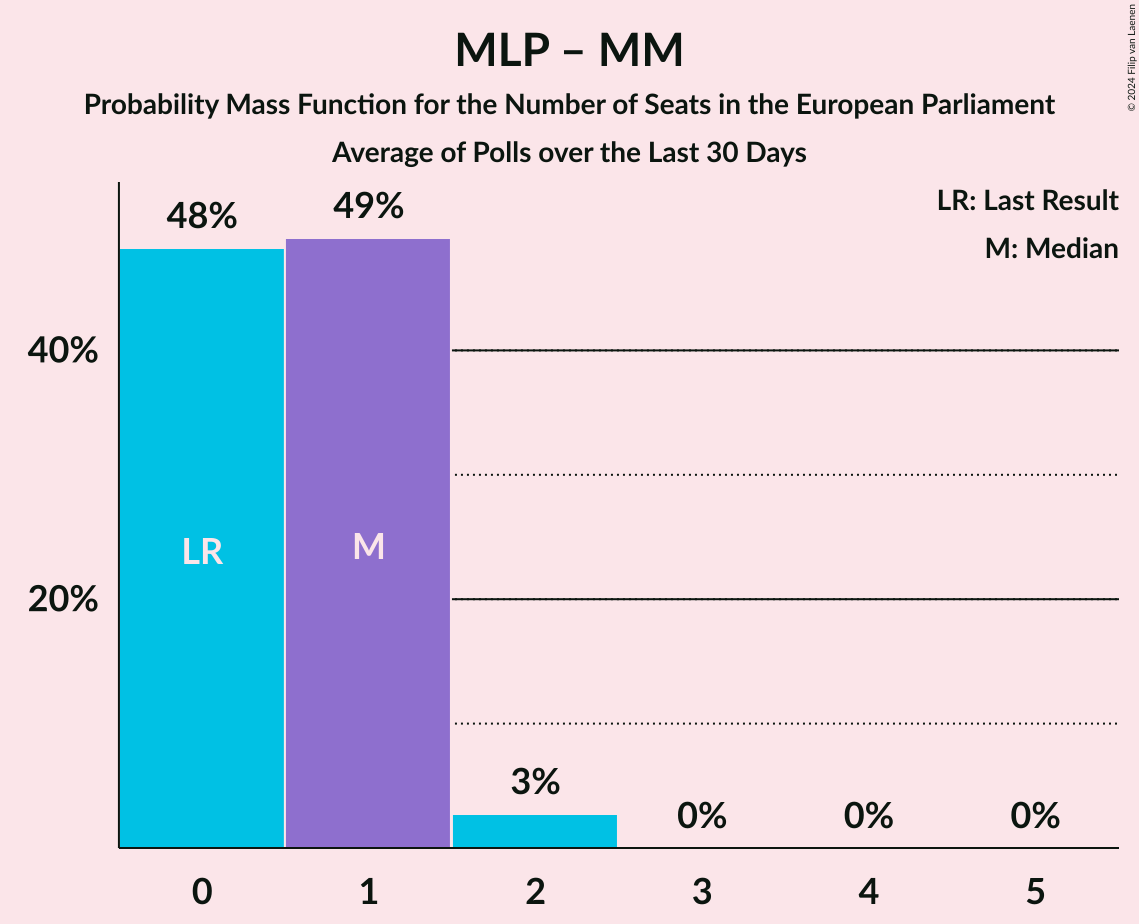 MLP – MM
Probability Mass Function for the Number of Seats in the European Parliament
Average of Polls over the Last 30 Days
© 2024 Filip van Laenen
LR: Last Result
M: Median
48%
49%
40%
LR
M
20%
3%
0%
0%
0%
0
1
2
3
4
5